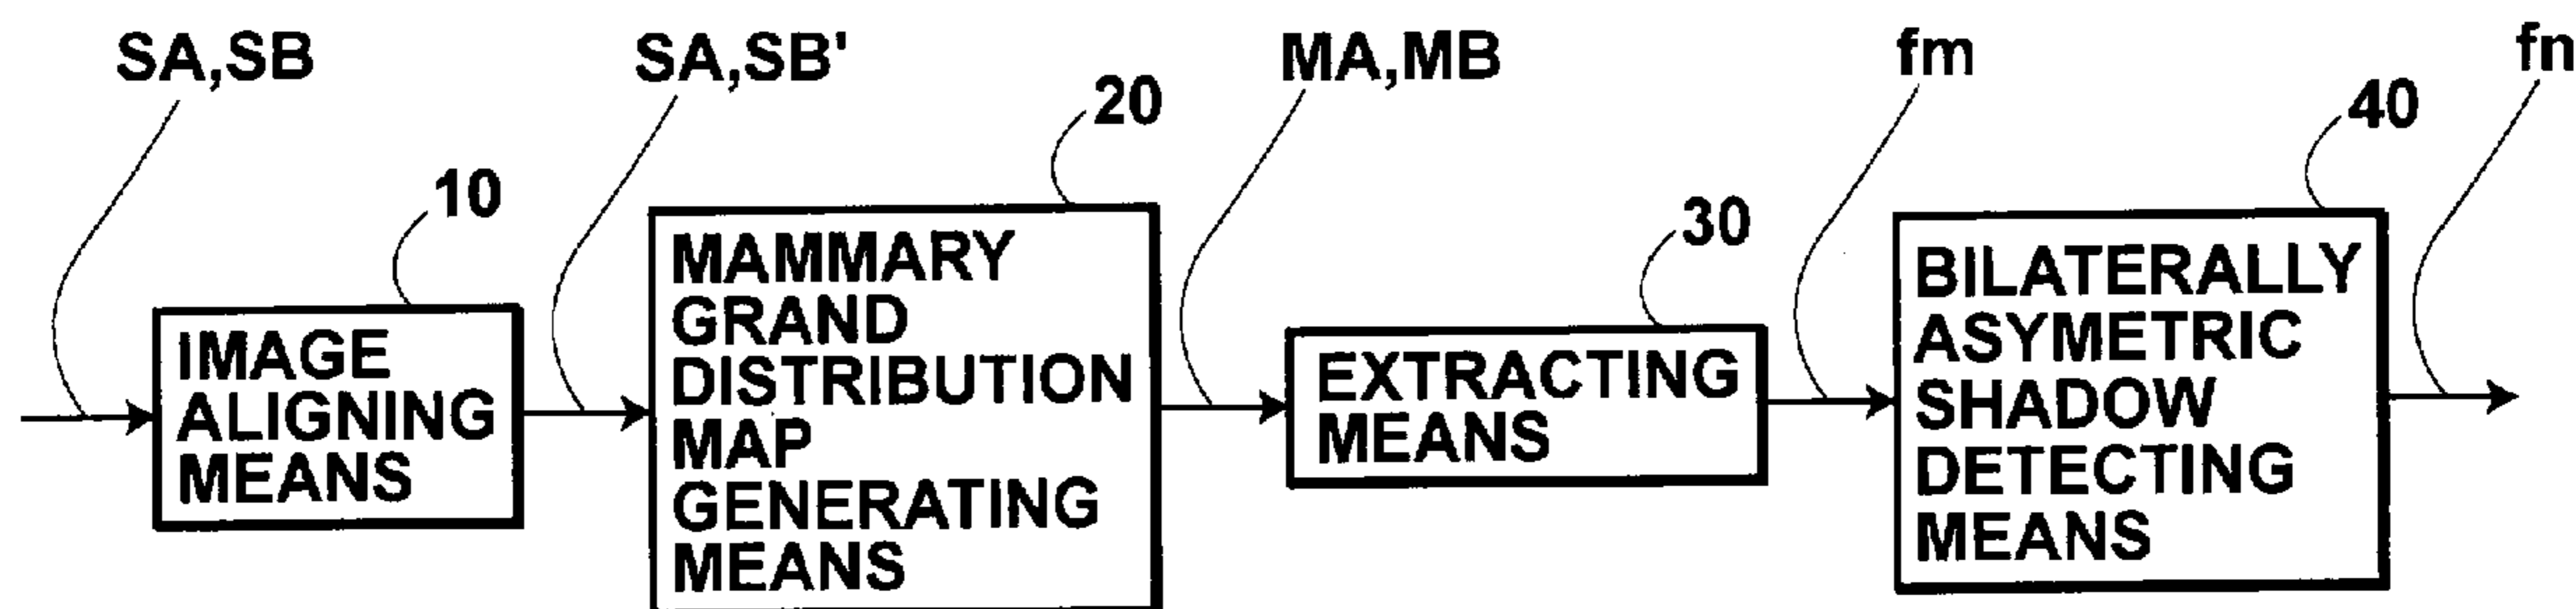 SA,SB
SA,SB'
MA,MB
fm
fn
10
20
30
40
IMAGE
ALIGNING
MEANS
MAMMARY
GRAND
DISTRIBUTION
MAP
GENERATING
MEANS
EXTRACTING
MEANS
BILATERALLY
ASYMETRIC
SHADOW
DETECTING
MEANS